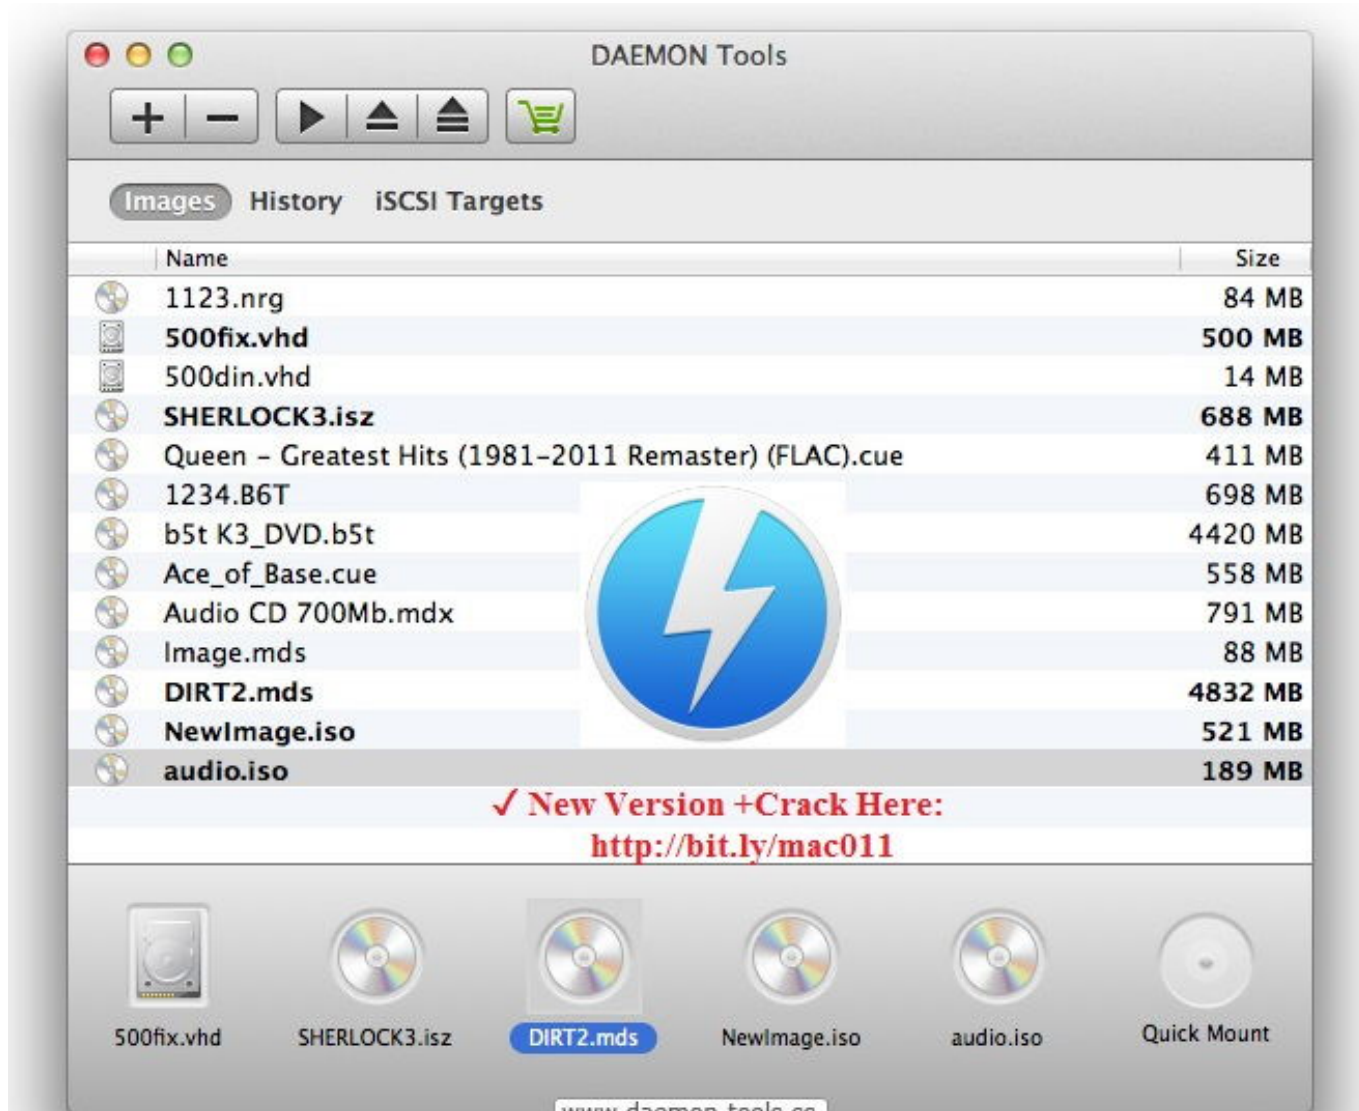 DAEMON Tools
Images History iSCSI Targets
Name Size
1123.nrg 84 MB
500fix.vhd 500 MB
500din.vhd 14 MB
SHERLOCK3.isz 688 MB
Queen – Greatest Hits (1981–2011 Remaster) (FLAC).cue 411 MB
1234.B6T 698 MB
b5t K3_DVD.b5t 4420 MB
Ace_of_Base.cue 558 MB
Audio CD 700Mb.mdx 791 MB
Image.mds 88 MB
DIRT2.mds 4832 MB
NewImage.iso 521 MB
audio.iso 189 MB
✓ New Version +Crack Here:
http://bit.ly/mac011
500fix.vhd SHERLOCK3.isz DIRT2.mds NewImage.iso audio.iso Quick Mount
www.daemon-tools.cc